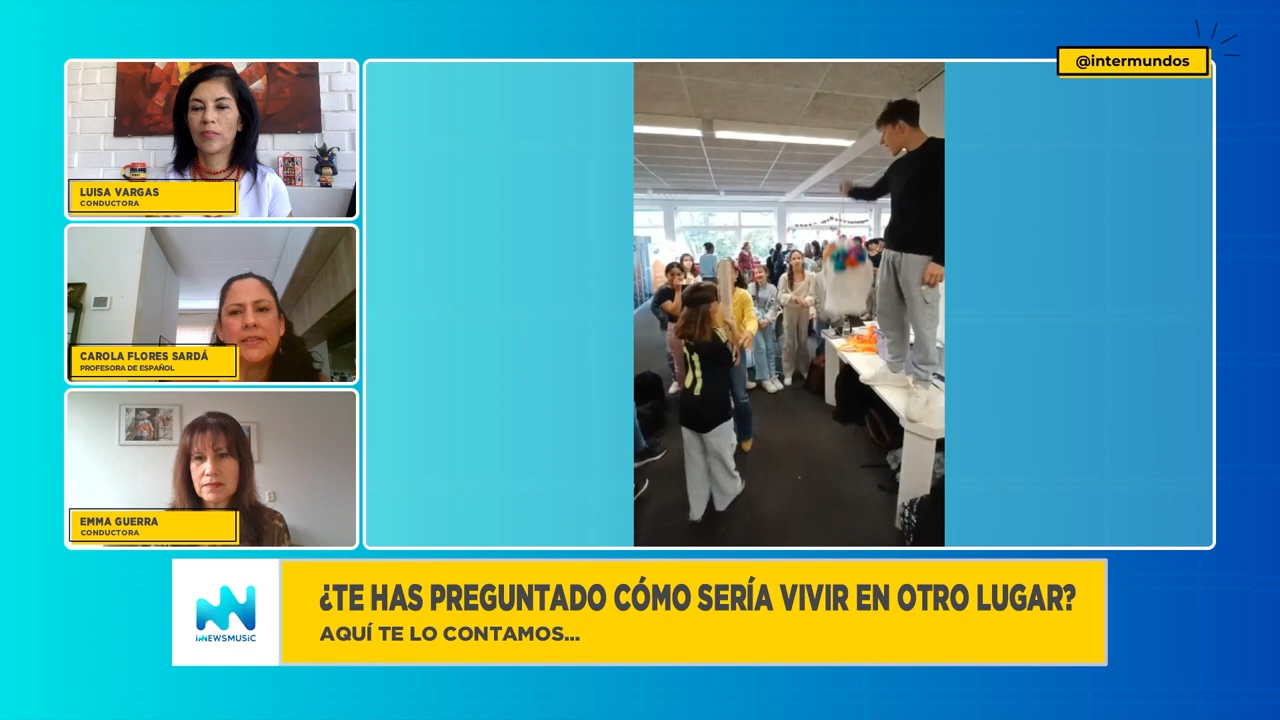 @intermundos
LUISA VARGAS
CONDUCTORA
CAROLA FLORES SARDÁ
PROFESORA DE ESPAÑOL
EMMA GUERRA
CONDUCTORA
¿TE HAS PREGUNTADO CÓMO SERÍA VIVIR EN OTRO LUGAR?
AQUÍ TE LO CONTAMOS...
iNNEWSMUSiC